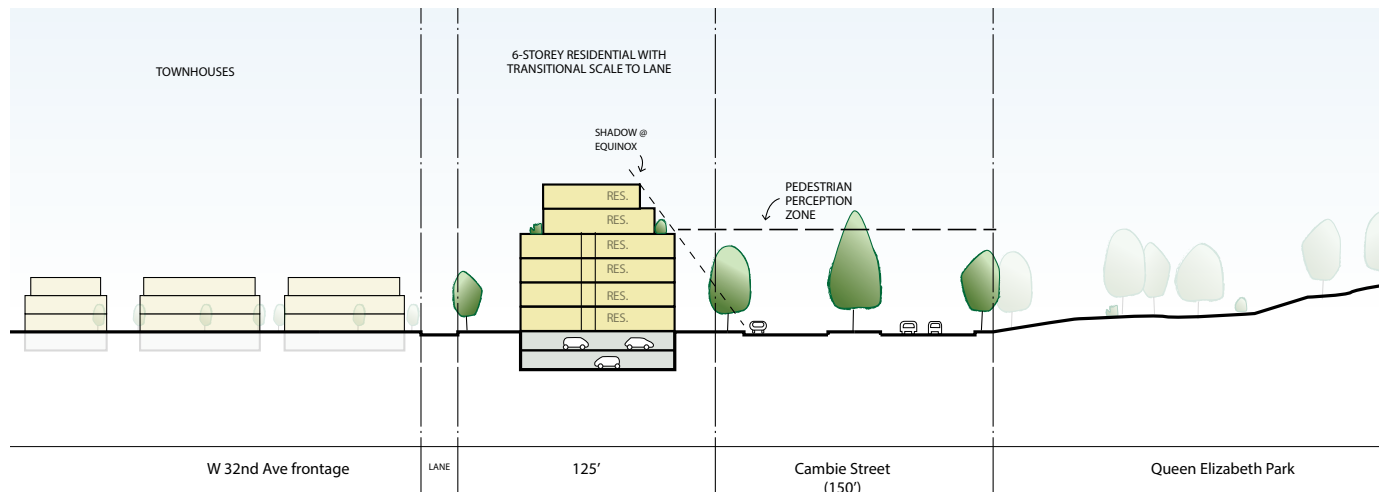 TOWNHOUSES
6-STOREY RESIDENTIAL WITH
TRANSITIONAL SCALE TO LANE
SHADOW @
EQUINOX
PEDESTRIAN
PERCEPTION
ZONE
RES.
RES.
RES.
RES.
RES.
RES.
W 32nd Ave frontage
LANE
125’
Cambie Street
(150’)
Queen Elizabeth Park